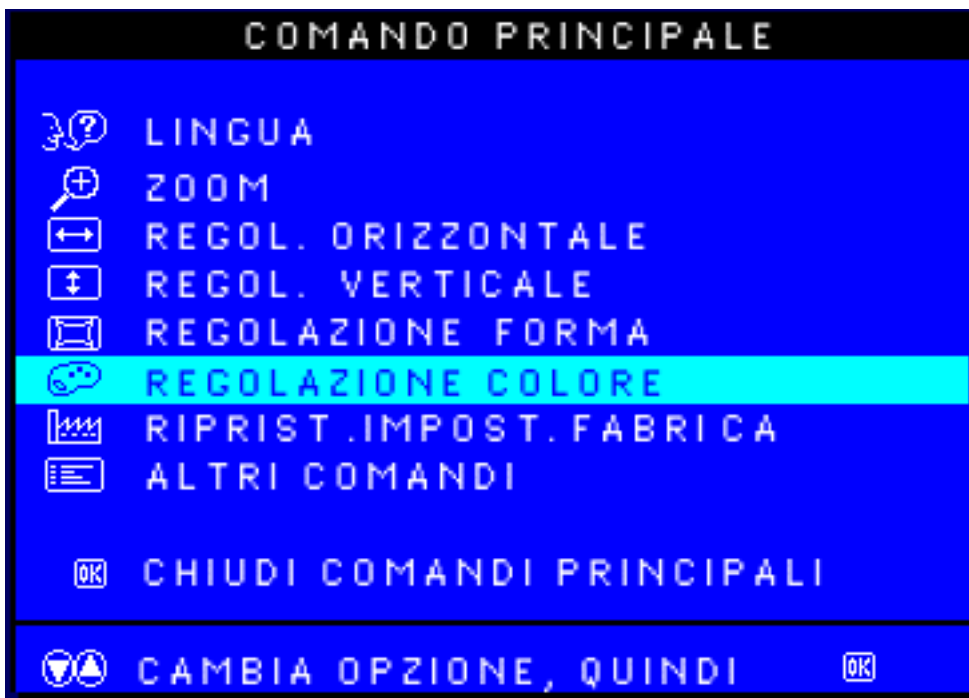 COMANDO PRINCIPALE
LINGUA
ZOOM
REGOL. ORIZZONTALE
REGOL. VERTICALE
REGOLAZIONE FORMA
REGOLAZIONE COLORE
RIPRIST.IMPOST.FABRICA
ALTRI COMANDI
OK CHIUDI COMANDI PRINCIPALI
CAMBIA OPZIONE, QUINDI OK